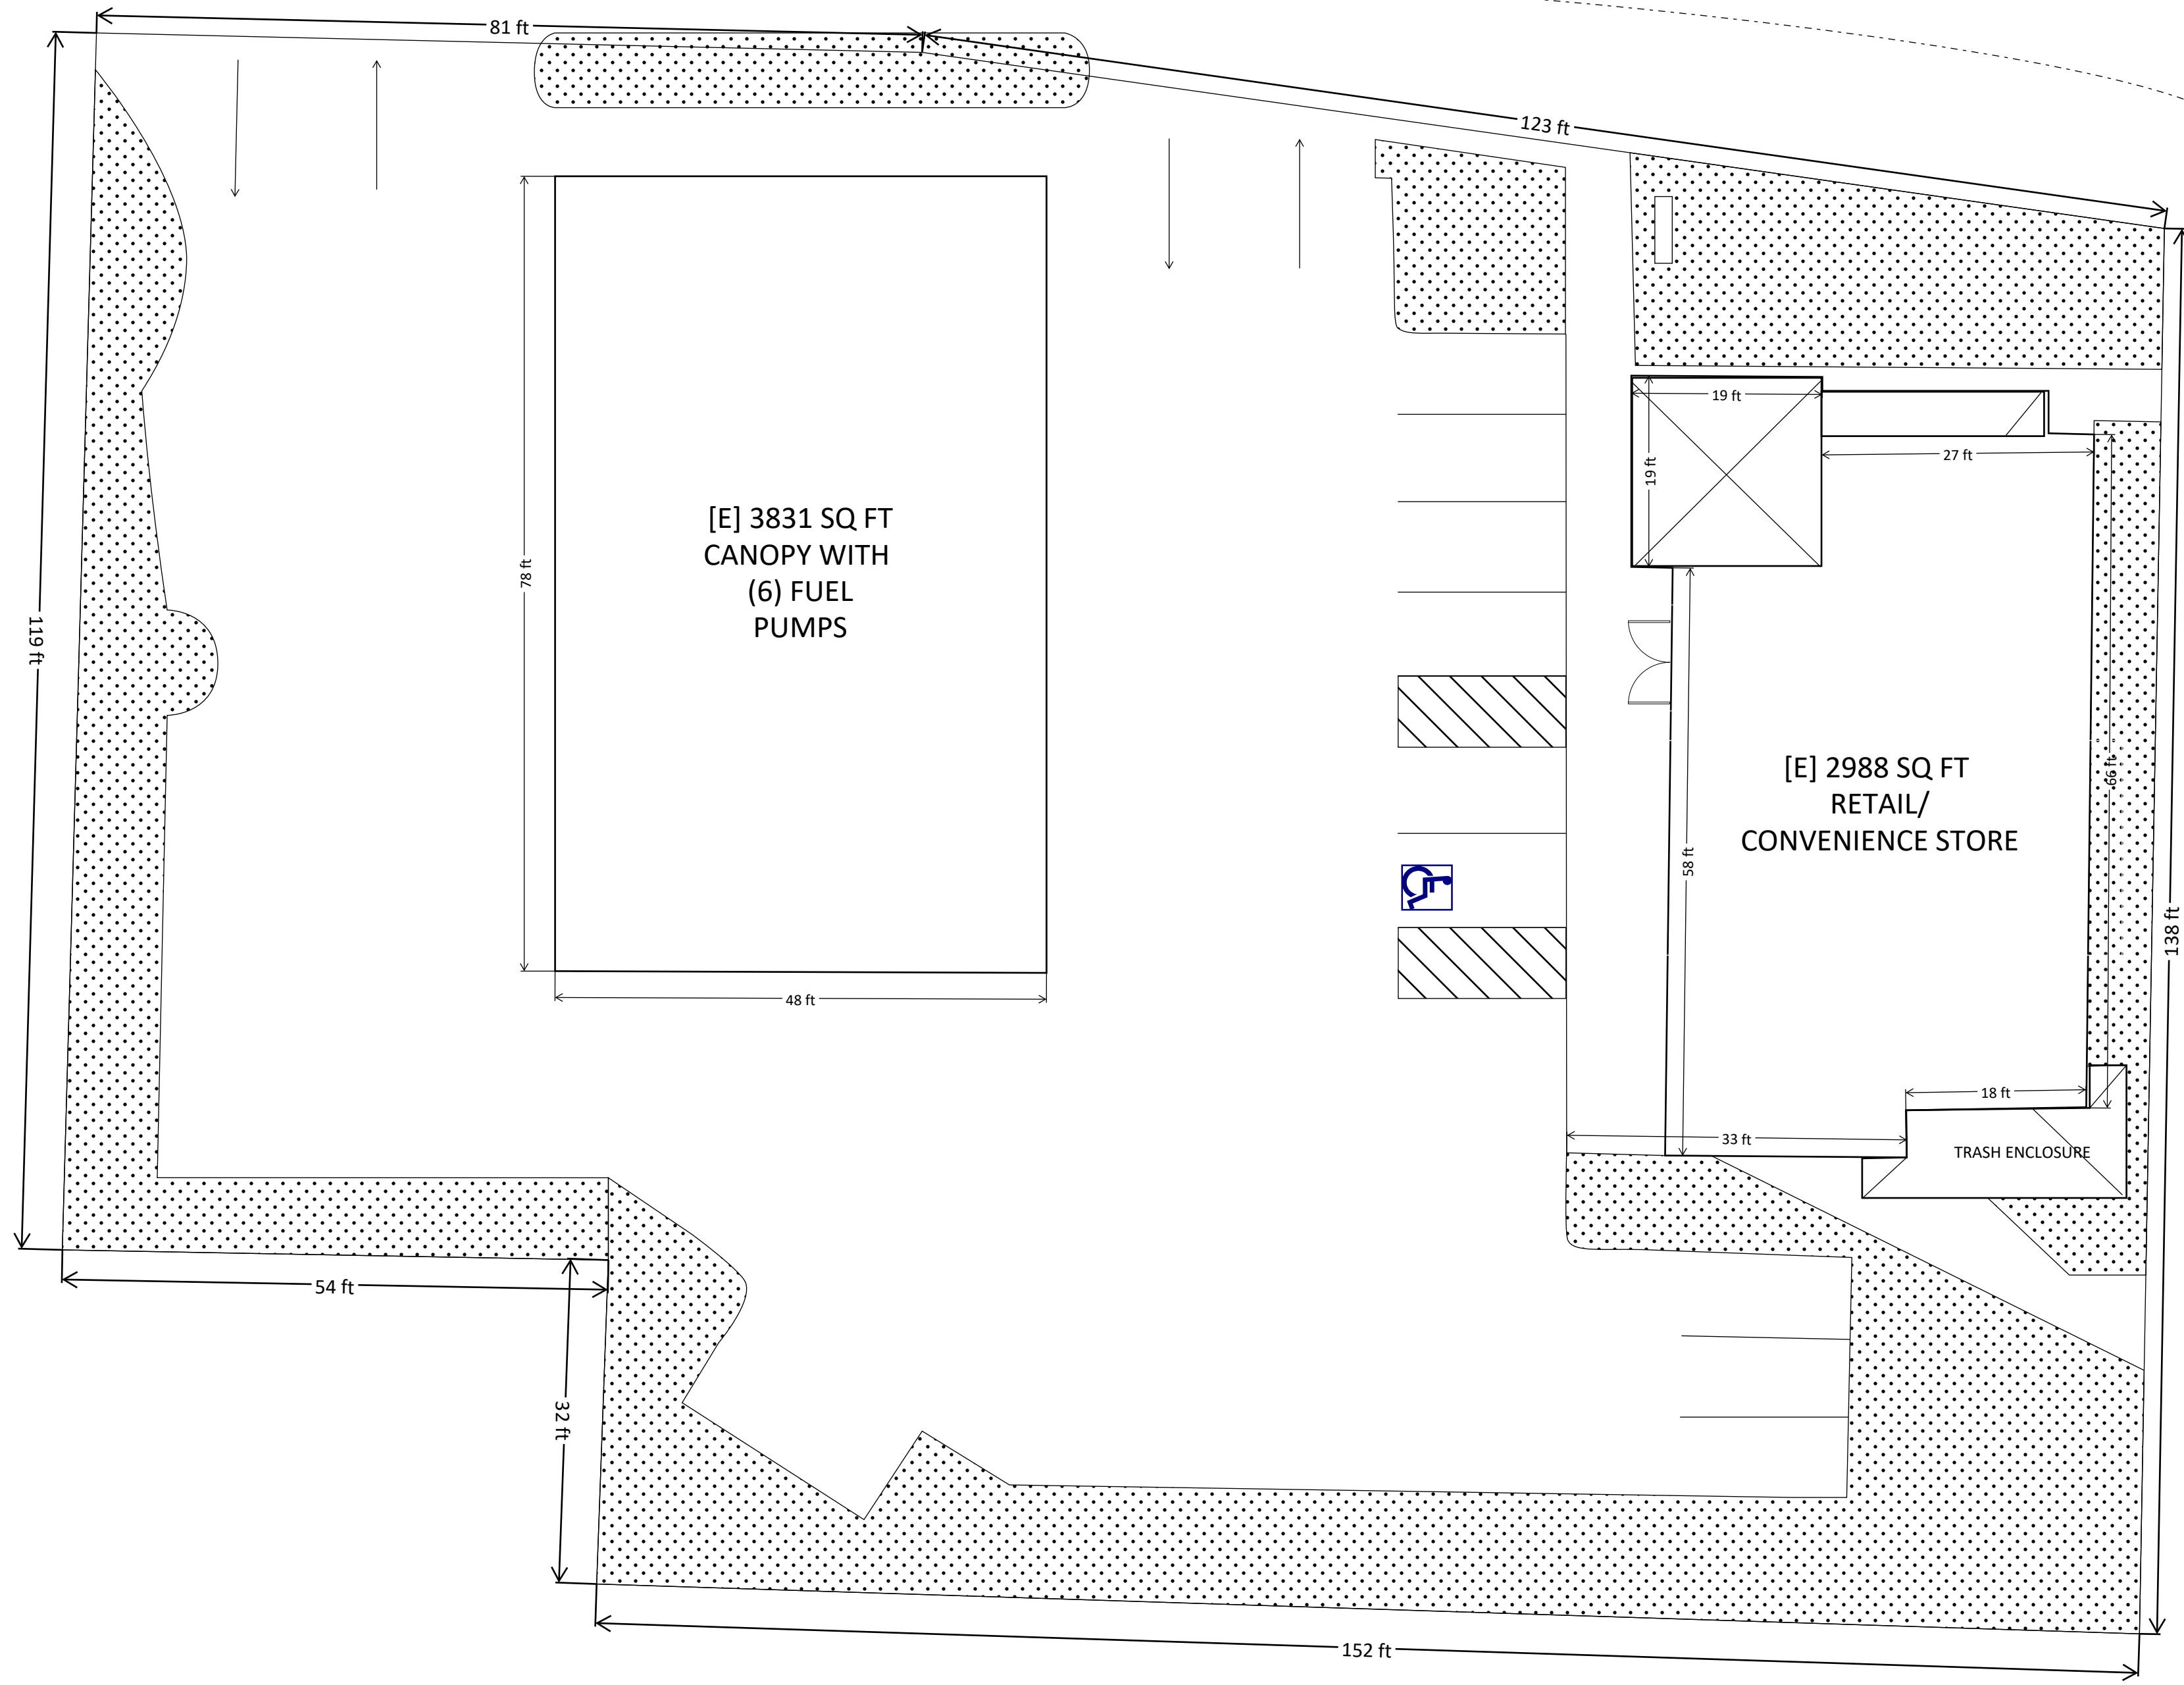 81 ft
123 ft
119 ft
78 ft
[E] 3831 SQ FT
CANOPY WITH
(6) FUEL
PUMPS
48 ft
19 ft
19 ft
27 ft
66 ft
58 ft
[E] 2988 SQ FT
RETAIL/
CONVENIENCE STORE
138 ft
18 ft
33 ft
TRASH ENCLOSURE
54 ft
32 ft
152 ft